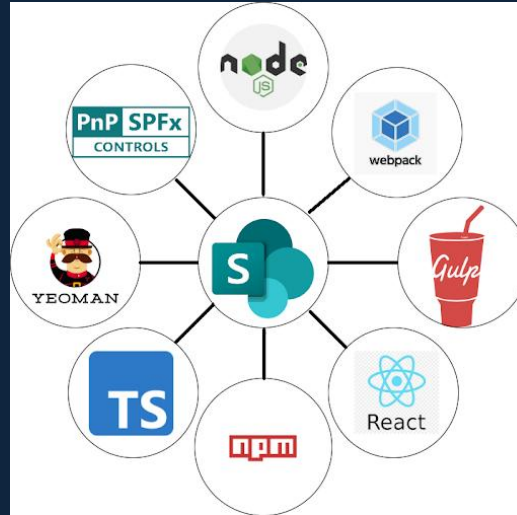 node
JS
PnP SPFx
CONTROLS
webpack
YEOMAN
S
Gulp
TS
React
npm